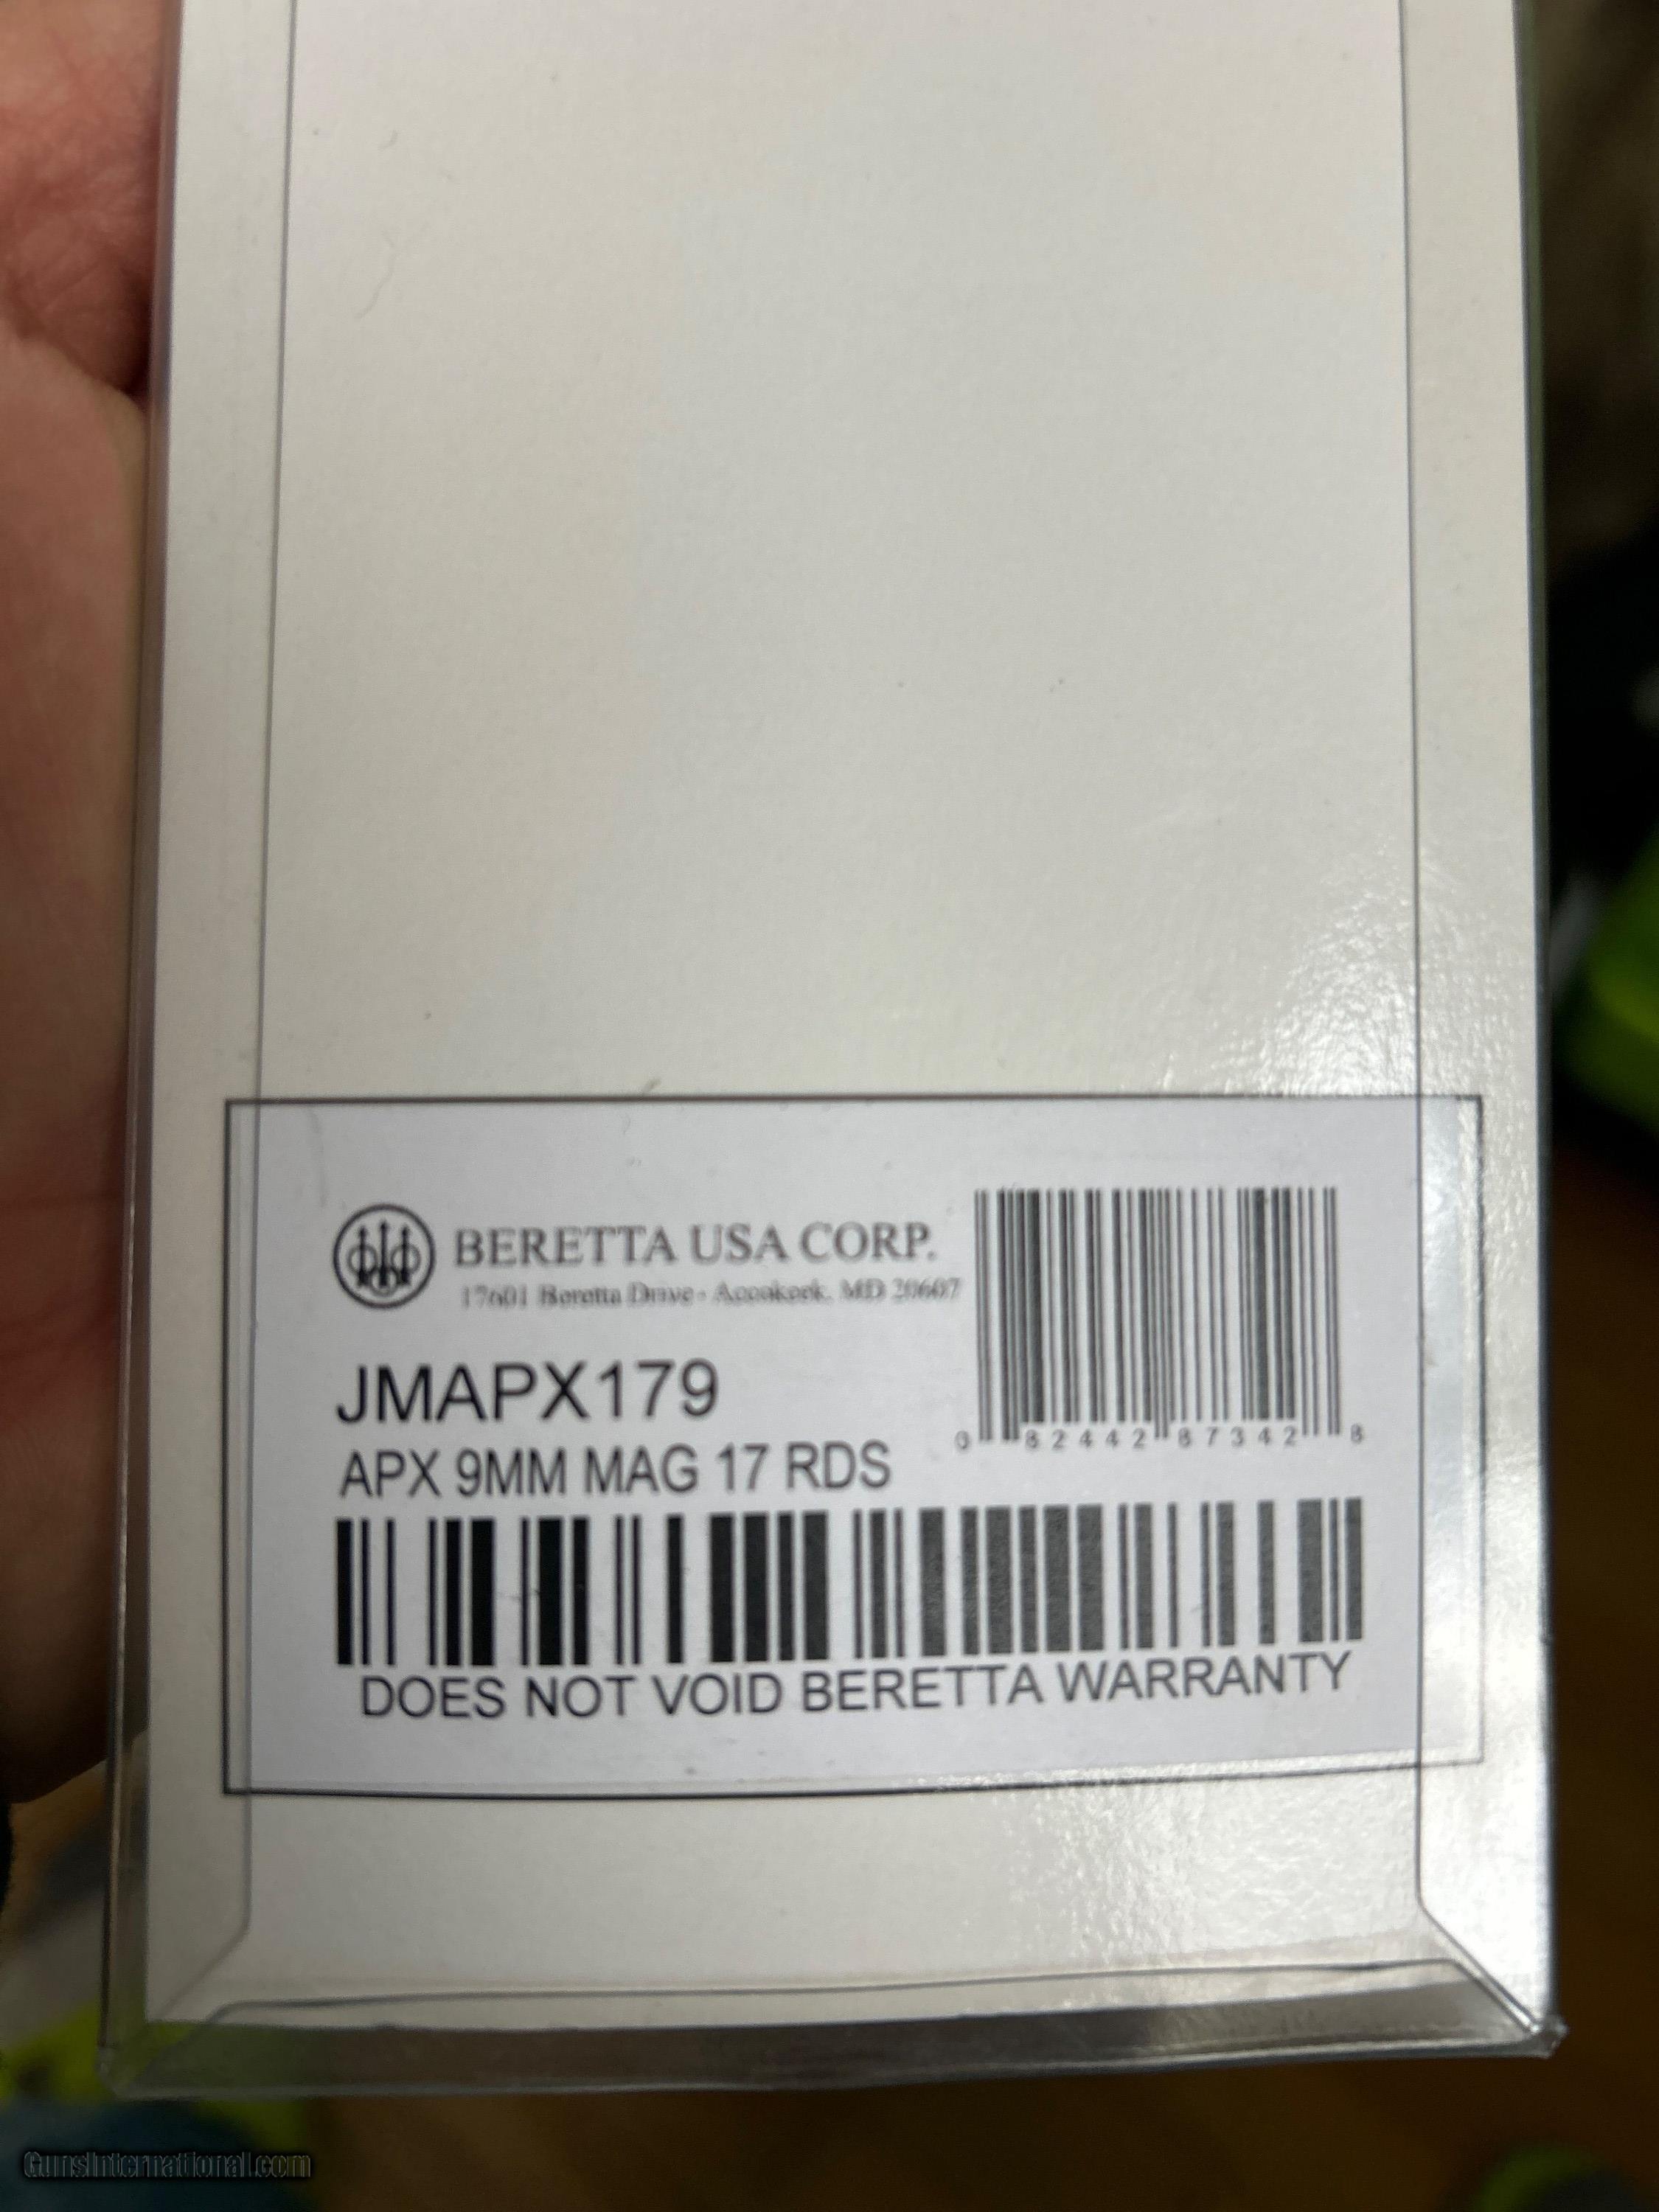 BERETTA USA CORP.
17601 Beretta Drive - Accokeek, MD 20607
JMAPX179
0 82442 87342 8
APX 9MM MAG 17 RDS
DOES NOT VOID BERETTA WARRANTY
GunsInternational.com